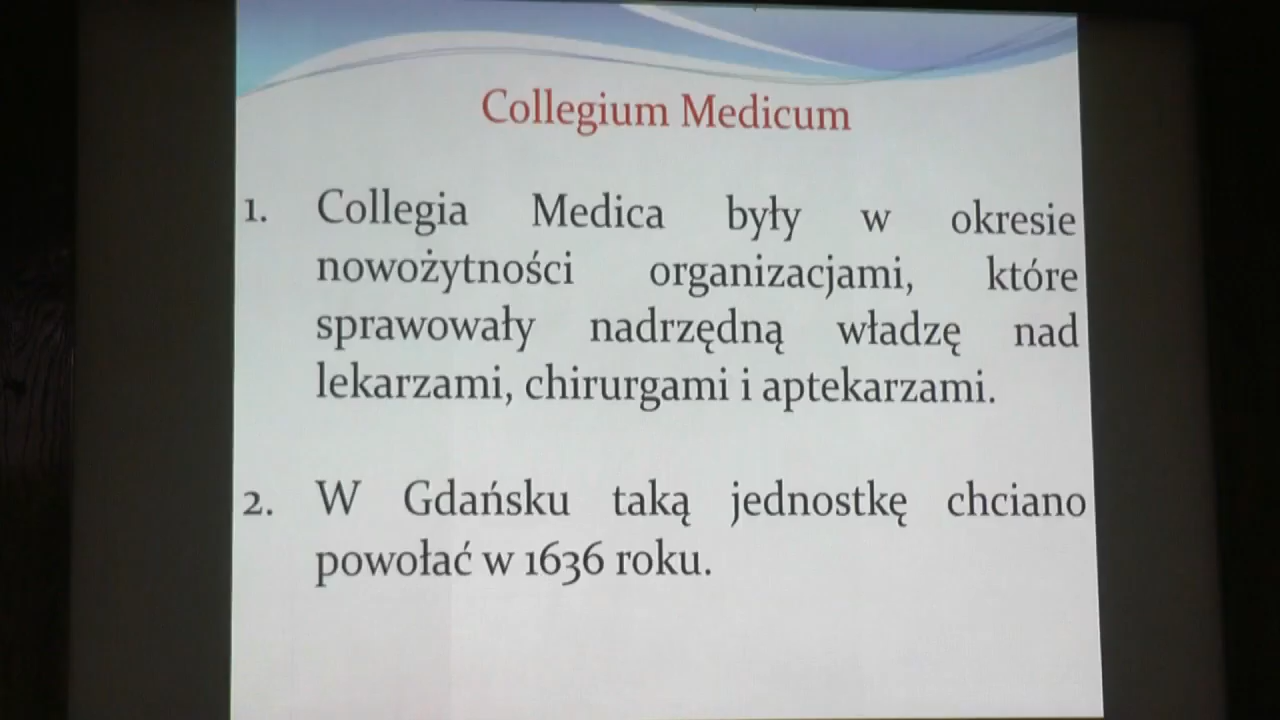 Collegium Medicum
1. Collegia Medica były w okresie
nowożytności organizacjami, które
sprawowały nadrzędną władzę nad
lekarzami, chirurgami i aptekarzami.
2. W Gdańsku taką jednostkę chciano
powołać w 1636 roku.